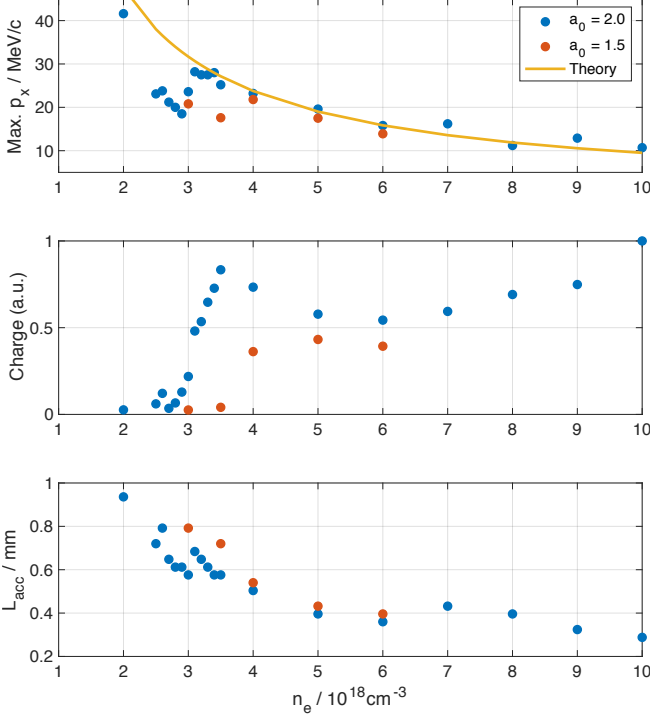 40
30
20
10
Max. p_x / MeV/c
a_0 = 2.0
a_0 = 1.5
Theory
1 2 3 4 5 6 7 8 9 10
1
0.5
0
Charge (a.u.)
1 2 3 4 5 6 7 8 9 10
1
0.8
0.6
0.4
0.2
L_acc / mm
1 2 3 4 5 6 7 8 9 10
n_e / 10^18 cm^-3